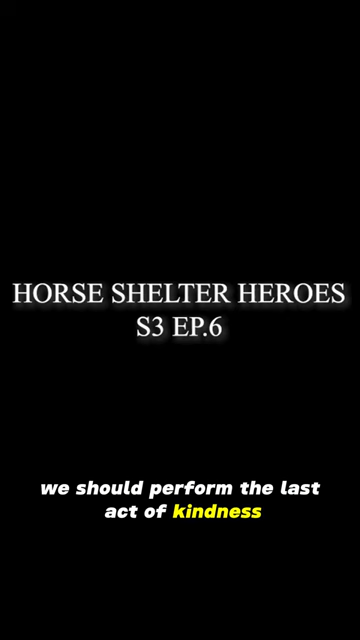 HORSE SHELTER HEROES
S3 EP.6
we should perform the last
act of kindness